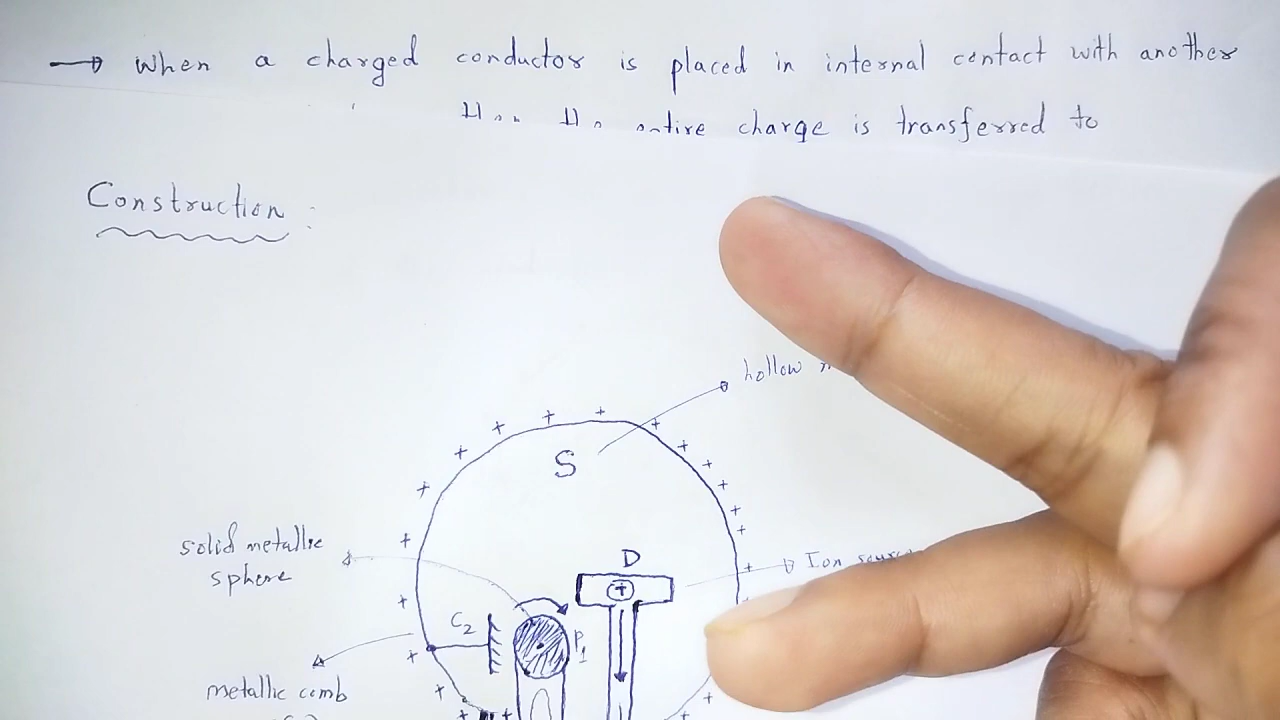 → When a charged conductor is placed in internal contact with another
entire charge is transferred to
Construction :
hollow
S
solid metallic
sphere
D
+
Ion source
C2
P1
metallic comb